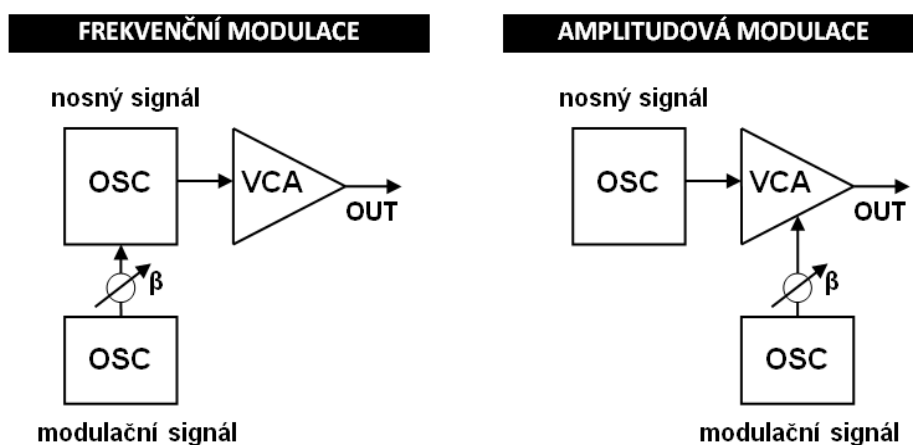 FREKVENČNÍ MODULACE
nosný signál
OSC
VCA
OUT
β
OSC
modulační signál
AMPLITUDOVÁ MODULACE
nosný signál
OSC
VCA
OUT
β
OSC
modulační signál